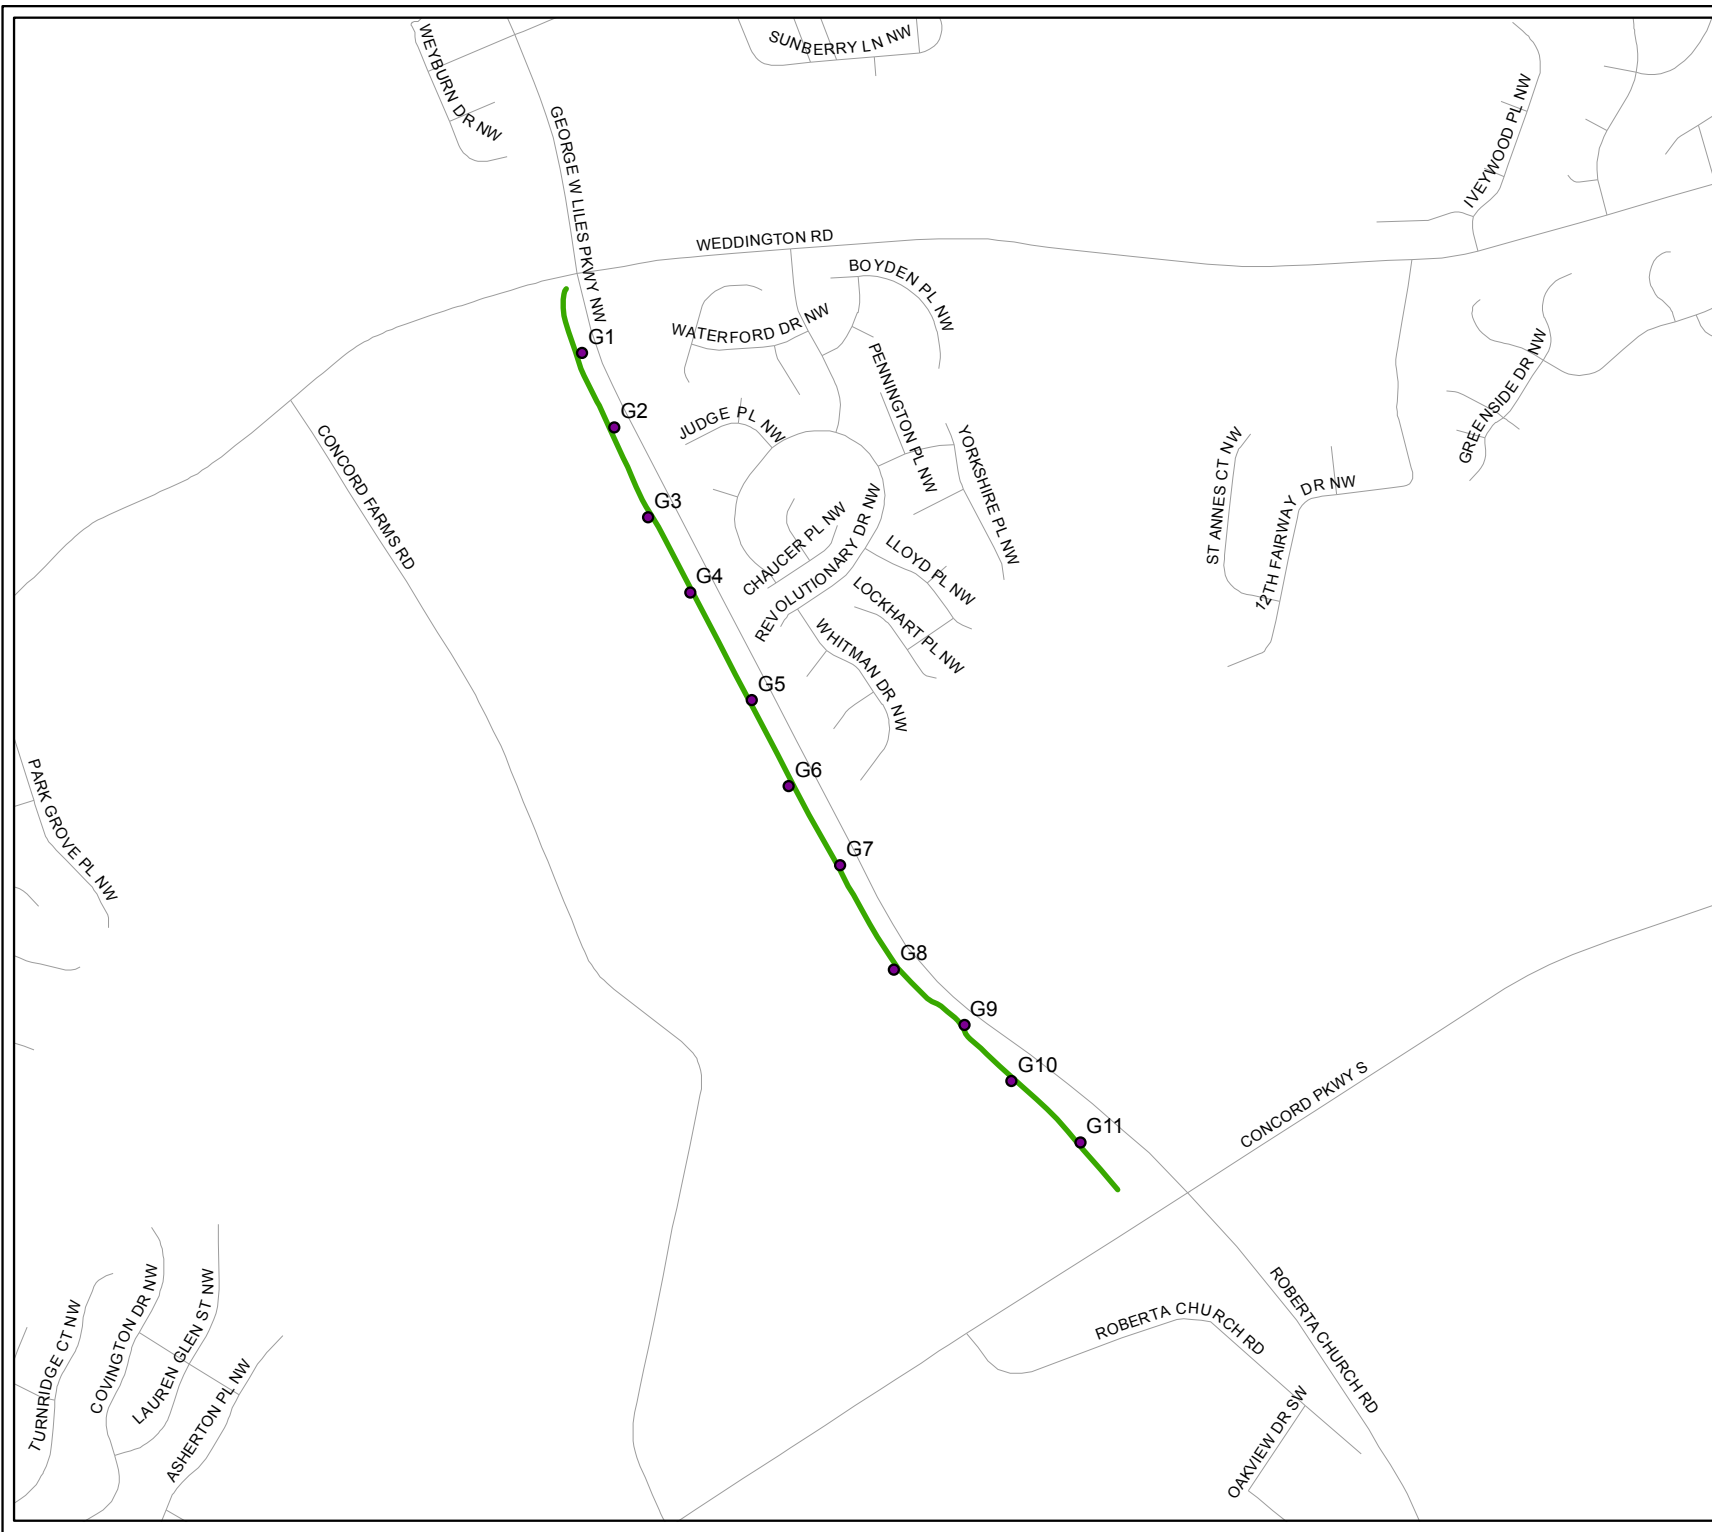 WEYBURN DR NW
SUNBERRY LN NW
GEORGE W LILES PKWY NW
IVEYWOOD PL NW
WEDDINGTON RD
BOYDEN PL NW
WATERFORD DR NW
G1
PENNINGTON PL NW
GREENSIDE DR NW
G2
JUDGE PL NW
CONCORD FARMS RD
YORKSHIRE PL NW
ST ANNES CT NW
12TH FAIRWAY DR NW
G3
CHAUCER PL NW
REVOLUTIONARY DR NW
LLOYD PL NW
G4
LOCKHART PL NW
WHITMAN DR NW
G5
PARK GROVE PL NW
G6
G7
G8
G9
G10
CONCORD PKWY S
G11
TURNRIDGE CT NW
COVINGTON DR NW
LAUREN GLEN ST NW
ASHERTON PL NW
ROBERTA CHURCH RD
ROBERTA CHURCH RD
OAKVIEW DR SW